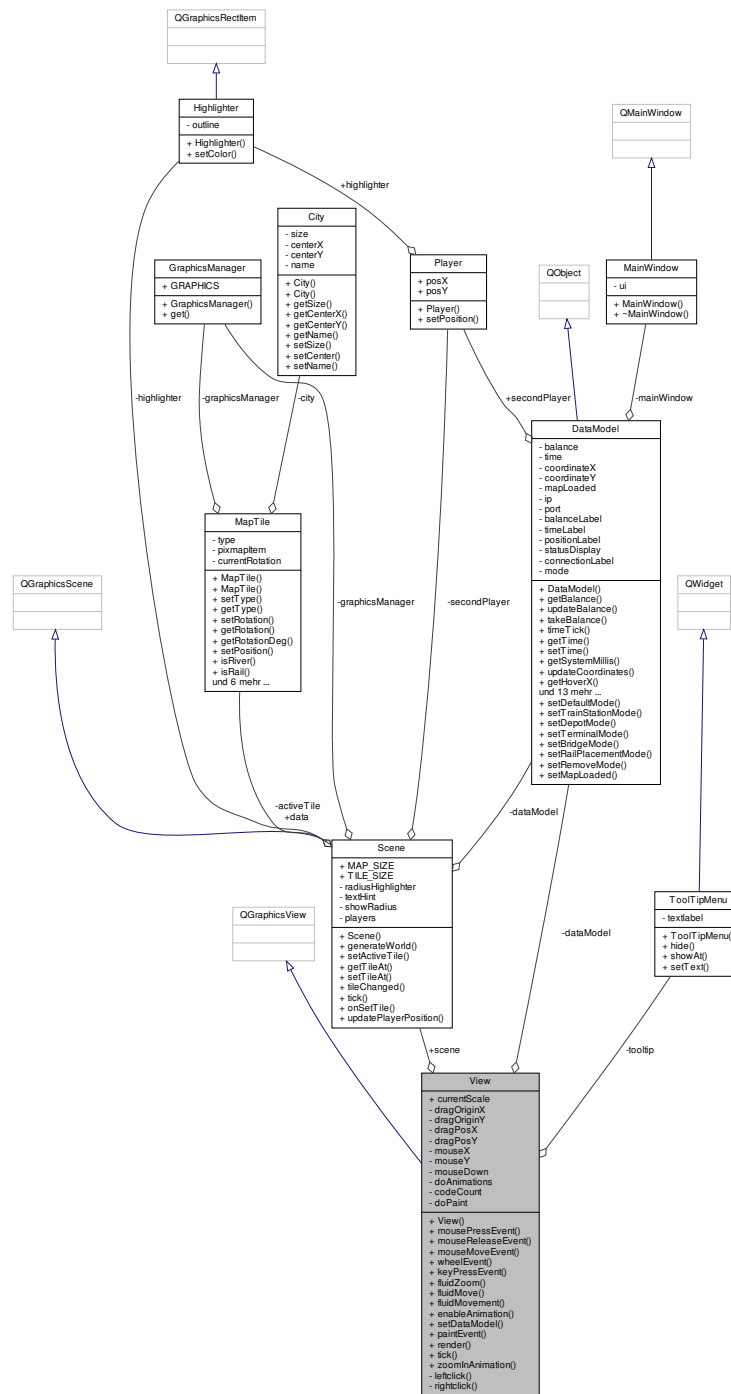 QGraphicsRectItem
Highlighter
- outline
+ Highlighter()
+ setColor()
QMainWindow
+highlighter
City
- size
- centerX
- centerY
- name
+ City()
+ City()
+ getSize()
+ getCenterX()
+ getCenterY()
+ getName()
+ setSize()
+ setCenter()
+ setName()
GraphicsManager
+ GRAPHICS
+ GraphicsManager()
+ get()
Player
+ posX
+ posY
+ Player()
+ setPosition()
QObject
MainWindow
- ui
+ MainWindow()
+ ~MainWindow()
-highlighter
-graphicsManager
-city
+secondPlayer
-mainWindow
DataModel
- balance
- time
- coordinateX
- coordinateY
- mapLoaded
- ip
- port
- balanceLabel
- timeLabel
- positionLabel
- statusDisplay
- connectionLabel
- mode
+ DataModel()
+ getBalance()
+ updateBalance()
+ takeBalance()
+ timeTick()
+ getTime()
+ setTime()
+ getSystemMillis()
+ updateCoordinates()
+ getHoverX()
und 13 mehr ...
+ setDefaultMode()
+ setTrainStationMode()
+ setDepotMode()
+ setTerminalMode()
+ setBridgeMode()
+ setRailPlacementMode()
+ setRemoveMode()
+ setMapLoaded()
MapTile
- type
- pixmapItem
- currentRotation
+ MapTile()
+ MapTile()
+ setType()
+ getType()
+ setRotation()
+ getRotation()
+ getRotationDeg()
+ setPosition()
+ isRiver()
+ isRail()
und 6 mehr ...
QGraphicsScene
-graphicsManager
-secondPlayer
QWidget
-activeTile
+data
-dataModel
Scene
+ MAP_SIZE
+ TILE_SIZE
- radiusHighlighter
- textHint
- showRadius
- players
+ Scene()
+ generateWorld()
+ setActiveTile()
+ getTileAt()
+ setTileAt()
+ tileChanged()
+ tick()
+ onSetTile()
+ updatePlayerPosition()
QGraphicsView
-dataModel
ToolTipMenu
- textlabel
+ ToolTipMenu()
+ hide()
+ showAt()
+ setText()
+scene
-tooltip
View
+ currentScale
- dragOriginX
- dragOriginY
- dragPosX
- dragPosY
- mouseX
- mouseY
- mouseDown
- doAnimations
- codeCount
- doPaint
+ View()
+ mousePressEvent()
+ mouseReleaseEvent()
+ mouseMoveEvent()
+ wheelEvent()
+ keyPressEvent()
+ fluidZoom()
+ fluidMove()
+ fluidMovement()
+ enableAnimation()
+ setDataModel()
+ paintEvent()
+ render()
+ tick()
+ zoomInAnimation()
- leftclick()
- rightclick()